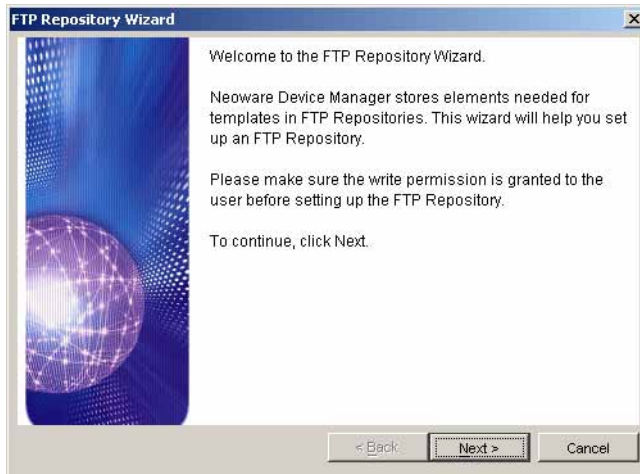 FTP Repository Wizard
Welcome to the FTP Repository Wizard.
Neoware Device Manager stores elements needed for
templates in FTP Repositories. This wizard will help you set
up an FTP Repository.
Please make sure the write permission is granted to the
user before setting up the FTP Repository.
To continue, click Next.
< Back
Next >
Cancel